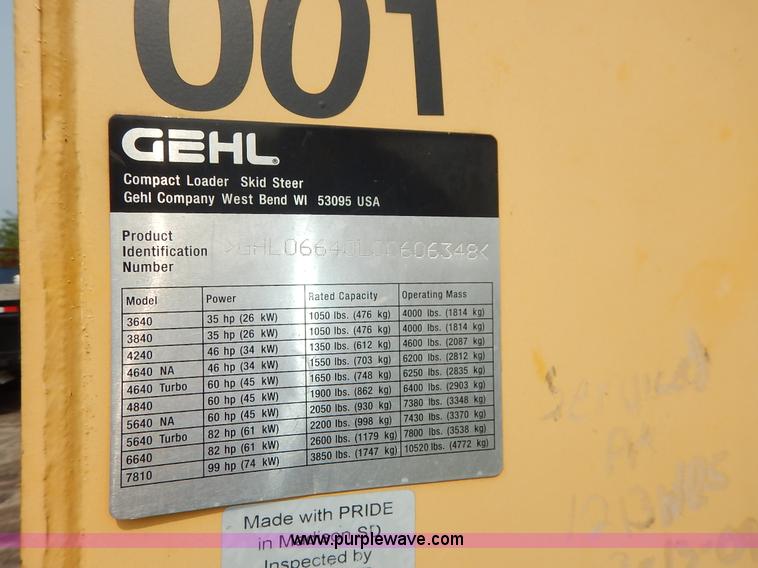 001
GEHL®
Compact Loader Skid Steer
Gehl Company West Bend WI 53095 USA
Product
Identification
Number
>GHL06640L00606348<
Model Power Rated Capacity Operating Mass
3640 35 hp (26 kW) 1050 lbs. (476 kg) 4000 lbs. (1814 kg)
3840 35 hp (26 kW) 1050 lbs. (476 kg) 4000 lbs. (1814 kg)
4240 46 hp (34 kW) 1350 lbs. (612 kg) 4600 lbs. (2087 kg)
4640 NA 46 hp (34 kW) 1550 lbs. (703 kg) 6200 lbs. (2812 kg)
4640 Turbo 60 hp (45 kW) 1650 lbs. (748 kg) 6250 lbs. (2835 kg)
4840 60 hp (45 kW) 1900 lbs. (862 kg) 6400 lbs. (2903 kg)
5640 NA 60 hp (45 kW) 2050 lbs. (930 kg) 7380 lbs. (3348 kg)
5640 Turbo 82 hp (61 kW) 2200 lbs. (998 kg) 7430 lbs. (3370 kg)
6640 82 hp (61 kW) 2600 lbs. (1179 kg) 7800 lbs. (3538 kg)
7810 99 hp (74 kW) 3850 lbs. (1747 kg) 10520 lbs. (4772 kg)
Made with PRIDE
in Madison SD
Inspected by
www.purplewave.com
Serviced